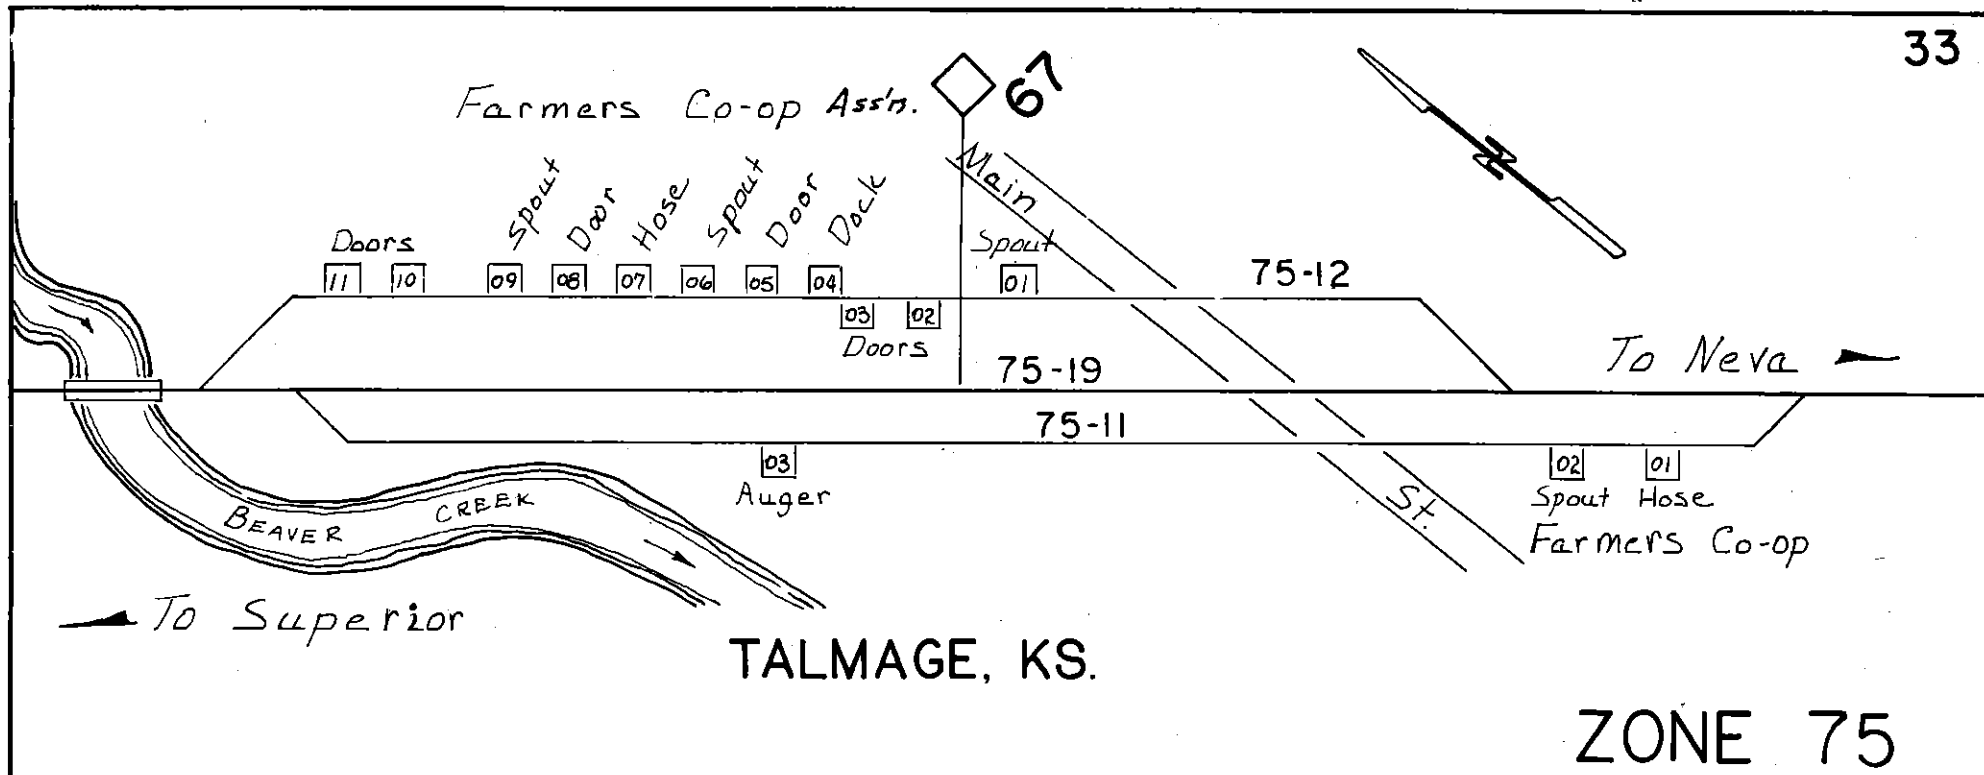 33
67
Farmers Co-op Ass'n.
N
Main
Spout Door Hose Spout Door Dock
Doors
Spout
11 10 09 08 07 06 05 04 01
75-12
03 02
Doors
To Neva
75-19
75-11
03
Auger
02 01
Spout Hose
St.
Farmers Co-op
BEAVER CREEK
To Superior
TALMAGE, KS.
ZONE 75